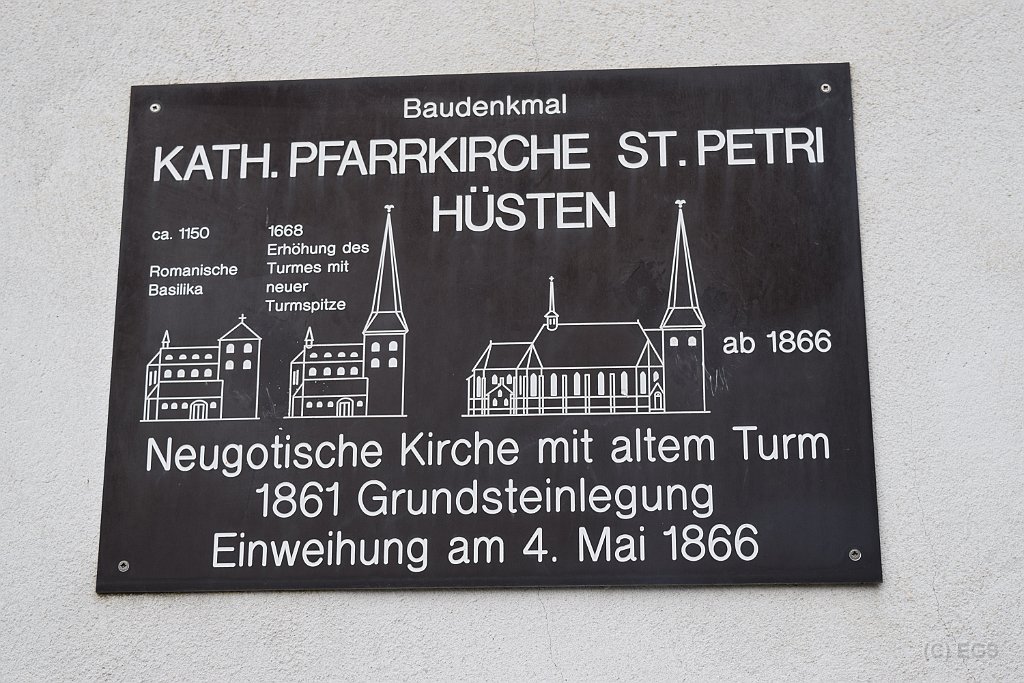 Baudenkmal
KATH. PFARRKIRCHE ST. PETRI
HÜSTEN
ca. 1150
Romanische
Basilika
1668
Erhöhung des
Turmes mit
neuer
Turmspitze
ab 1866
Neugotische Kirche mit altem Turm
1861 Grundsteinlegung
Einweihung am 4. Mai 1866
(C) EGS